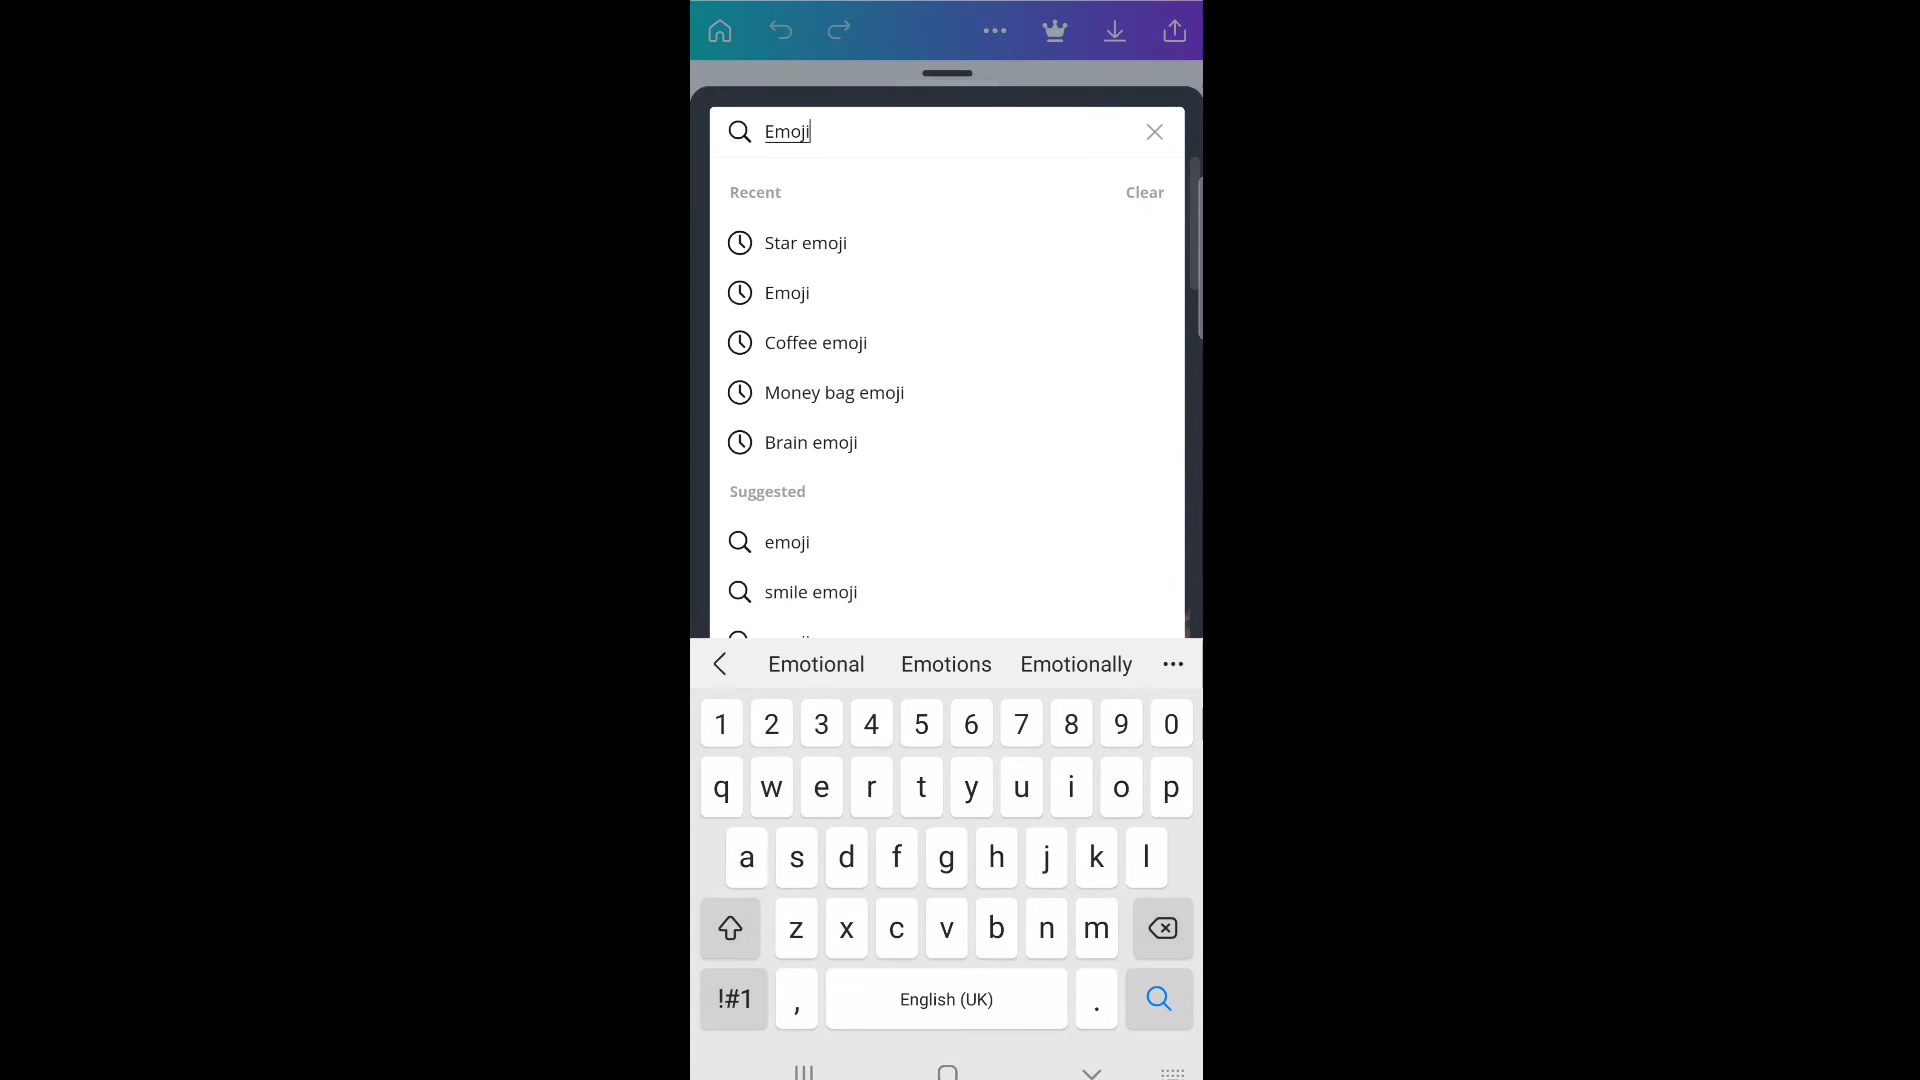 Emoji
Recent Clear
Star emoji
Emoji
Coffee emoji
Money bag emoji
Brain emoji
Suggested
emoji
smile emoji
Emotional Emotions Emotionally
1 2 3 4 5 6 7 8 9 0
q w e r t y u i o p
a s d f g h j k l
z x c v b n m
!#1 , English (UK) .